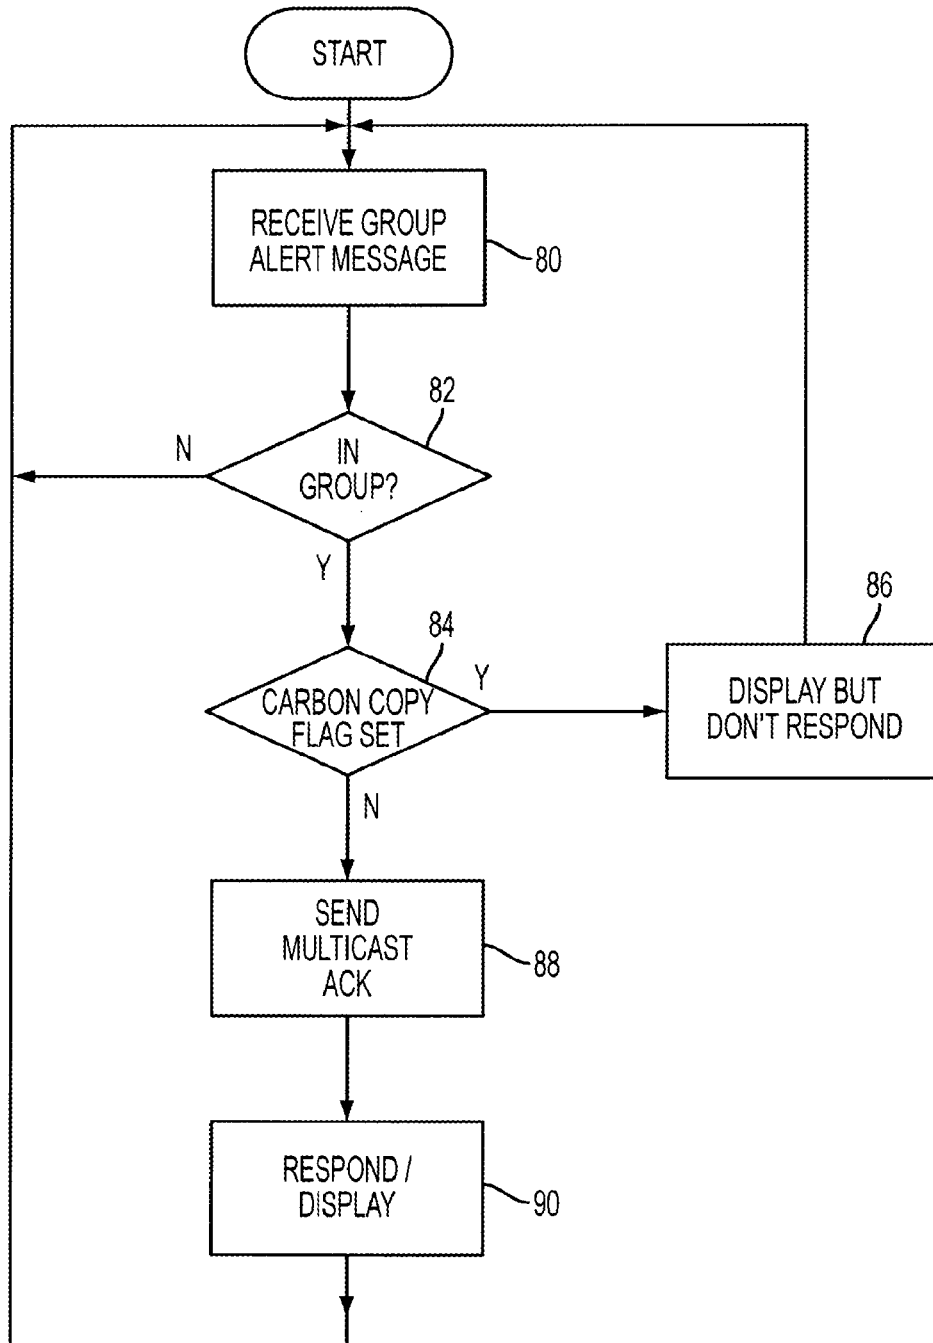 START
RECEIVE GROUP
ALERT MESSAGE
80
82
IN
GROUP?
N
Y
84
CARBON COPY
FLAG SET
Y
86
DISPLAY BUT
DON'T RESPOND
N
SEND
MULTICAST
ACK
88
RESPOND /
DISPLAY
90